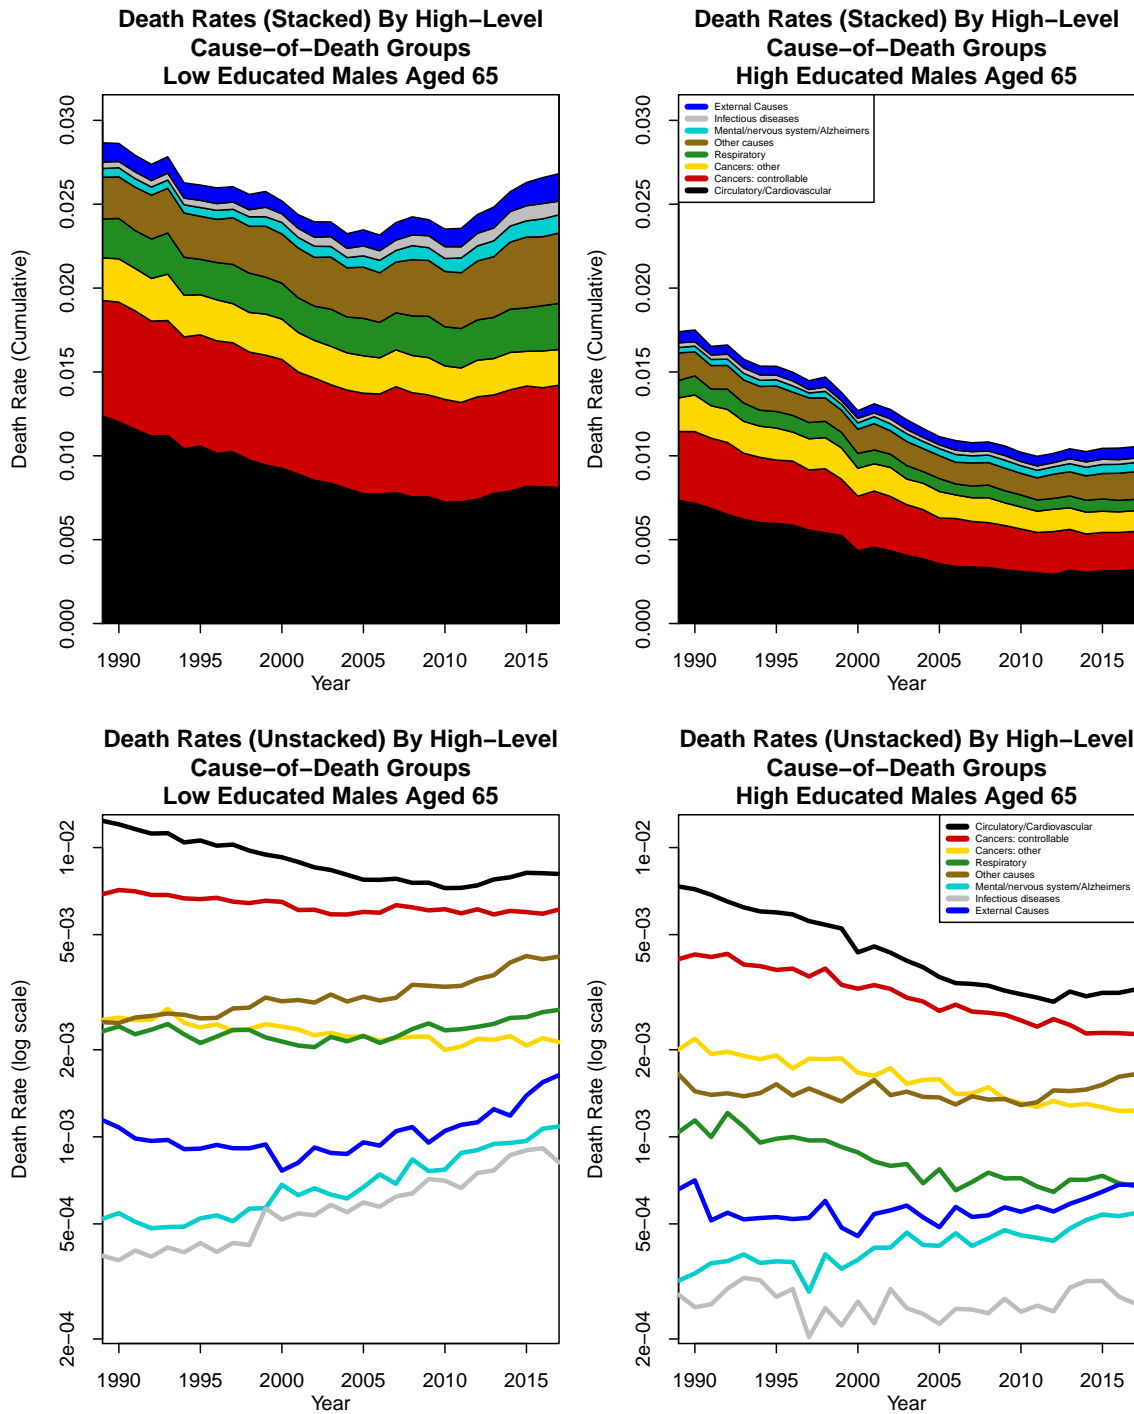 Death Rates (Stacked) By High−Level
Cause−of−Death Groups
Low Educated Males Aged 65
Death Rate (Cumulative)
0.030
0.025
0.020
0.015
0.010
0.005
0.000
1990 1995 2000 2005 2010 2015
Year
Death Rates (Stacked) By High−Level
Cause−of−Death Groups
High Educated Males Aged 65
External Causes
Infectious diseases
Mental/nervous system/Alzheimers
Other causes
Respiratory
Cancers: other
Cancers: controllable
Circulatory/Cardiovascular
Death Rate (Cumulative)
0.030
0.025
0.020
0.015
0.010
0.005
0.000
1990 1995 2000 2005 2010 2015
Year
Death Rates (Unstacked) By High−Level
Cause−of−Death Groups
Low Educated Males Aged 65
Death Rate (log scale)
1e−02
5e−03
2e−03
1e−03
5e−04
2e−04
1990 1995 2000 2005 2010 2015
Year
Death Rates (Unstacked) By High−Level
Cause−of−Death Groups
High Educated Males Aged 65
Circulatory/Cardiovascular
Cancers: controllable
Cancers: other
Respiratory
Other causes
Mental/nervous system/Alzheimers
Infectious diseases
External Causes
Death Rate (log scale)
1e−02
5e−03
2e−03
1e−03
5e−04
2e−04
1990 1995 2000 2005 2010 2015
Year